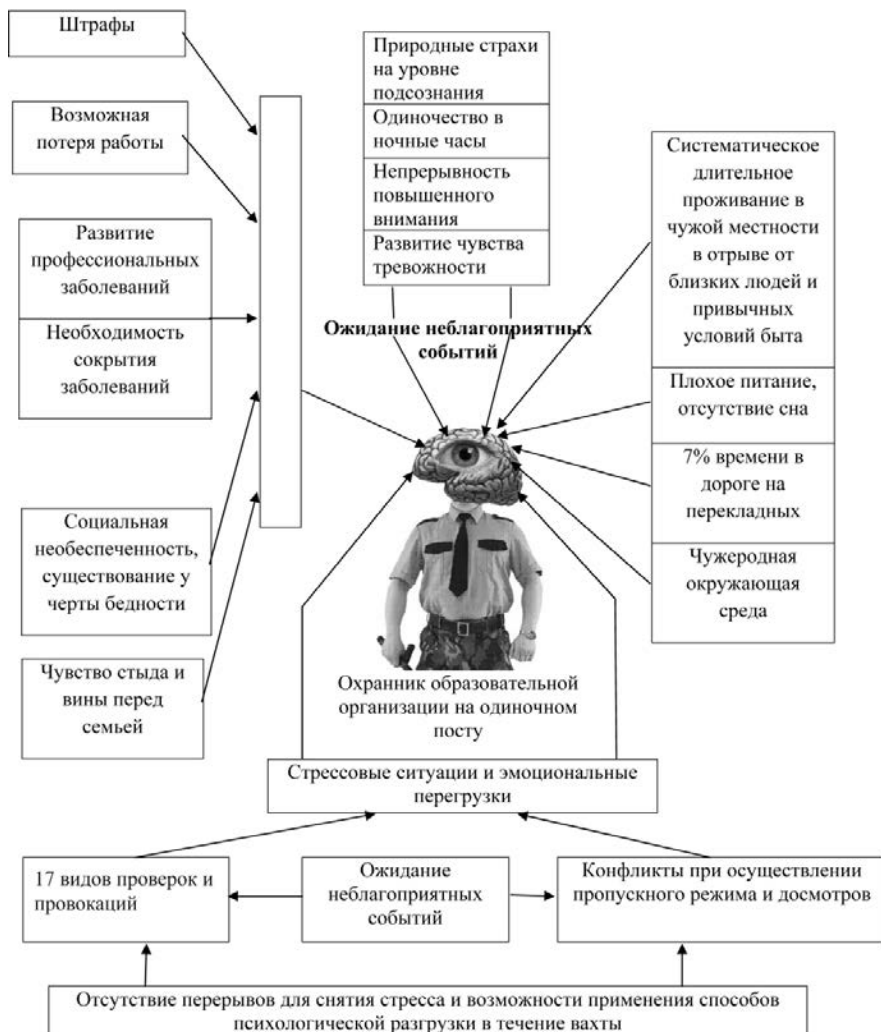 Штрафы
Возможная
потеря работы
Развитие
профессиональных
заболеваний
Необходимость
сокрытия
заболеваний
Социальная
необеспеченность,
существование у
черты бедности
Чувство стыда и
вины перед
семьей
Природные страхи
на уровне
подсознания
Одиночество в
ночные часы
Непрерывность
повышенного
внимания
Развитие чувства
тревожности
Ожидание неблагоприятных
событий
Систематическое
длительное
проживание в
чужой местности
в отрыве от
близких людей и
привычных
условий быта
Плохое питание,
отсутствие сна
7% времени в
дороге на
перекладных
Чужеродная
окружающая
среда
Охранник образовательной
организации на одиночном
посту
Стрессовые ситуации и эмоциональные
перегрузки
17 видов проверок и
провокаций
Ожидание
неблагоприятных
событий
Конфликты при осуществлении
пропускного режима и досмотров
Отсутствие перерывов для снятия стресса и возможности применения способов
психологической разгрузки в течение вахты